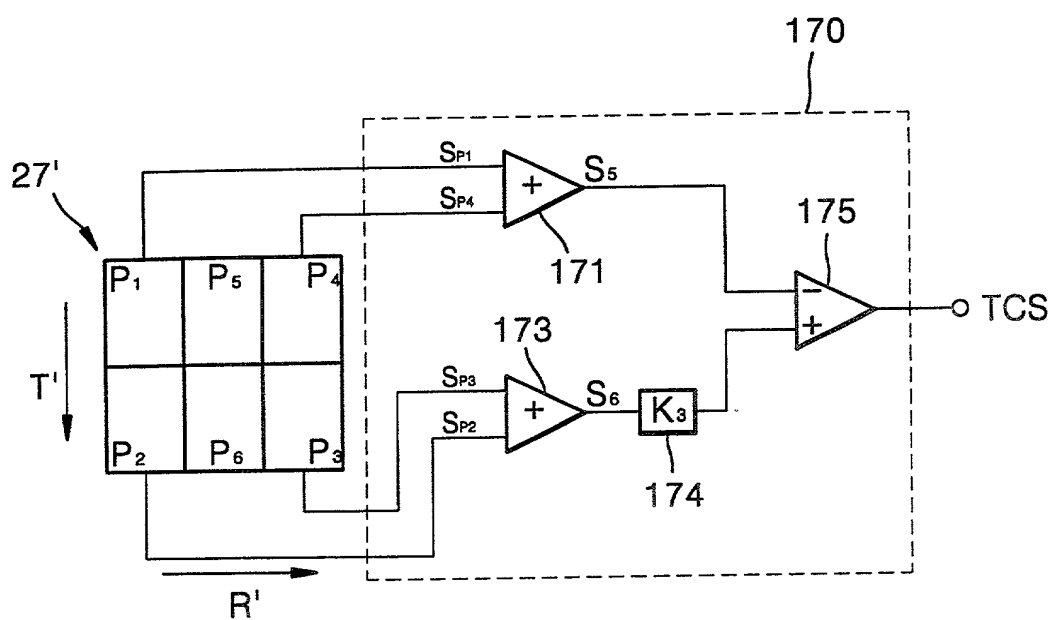 170
27'
SP1
+
S5
SP4
171
175
P1 P5 P4
−
+
TCS
T'
173
SP3
+
S6
K3
SP2
P2 P6 P3
174
R'